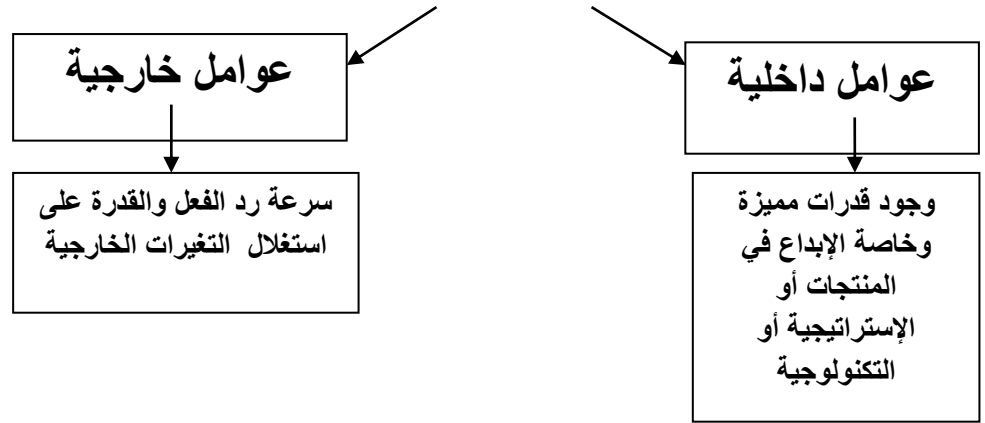 عوامل داخلية
وجود قدرات مميزة
وخاصة الإبداع في
المنتجات أو
الإستراتيجية أو
التكنولوجية
عوامل خارجية
سرعة رد الفعل والقدرة على
استغلال التغيرات الخارجية